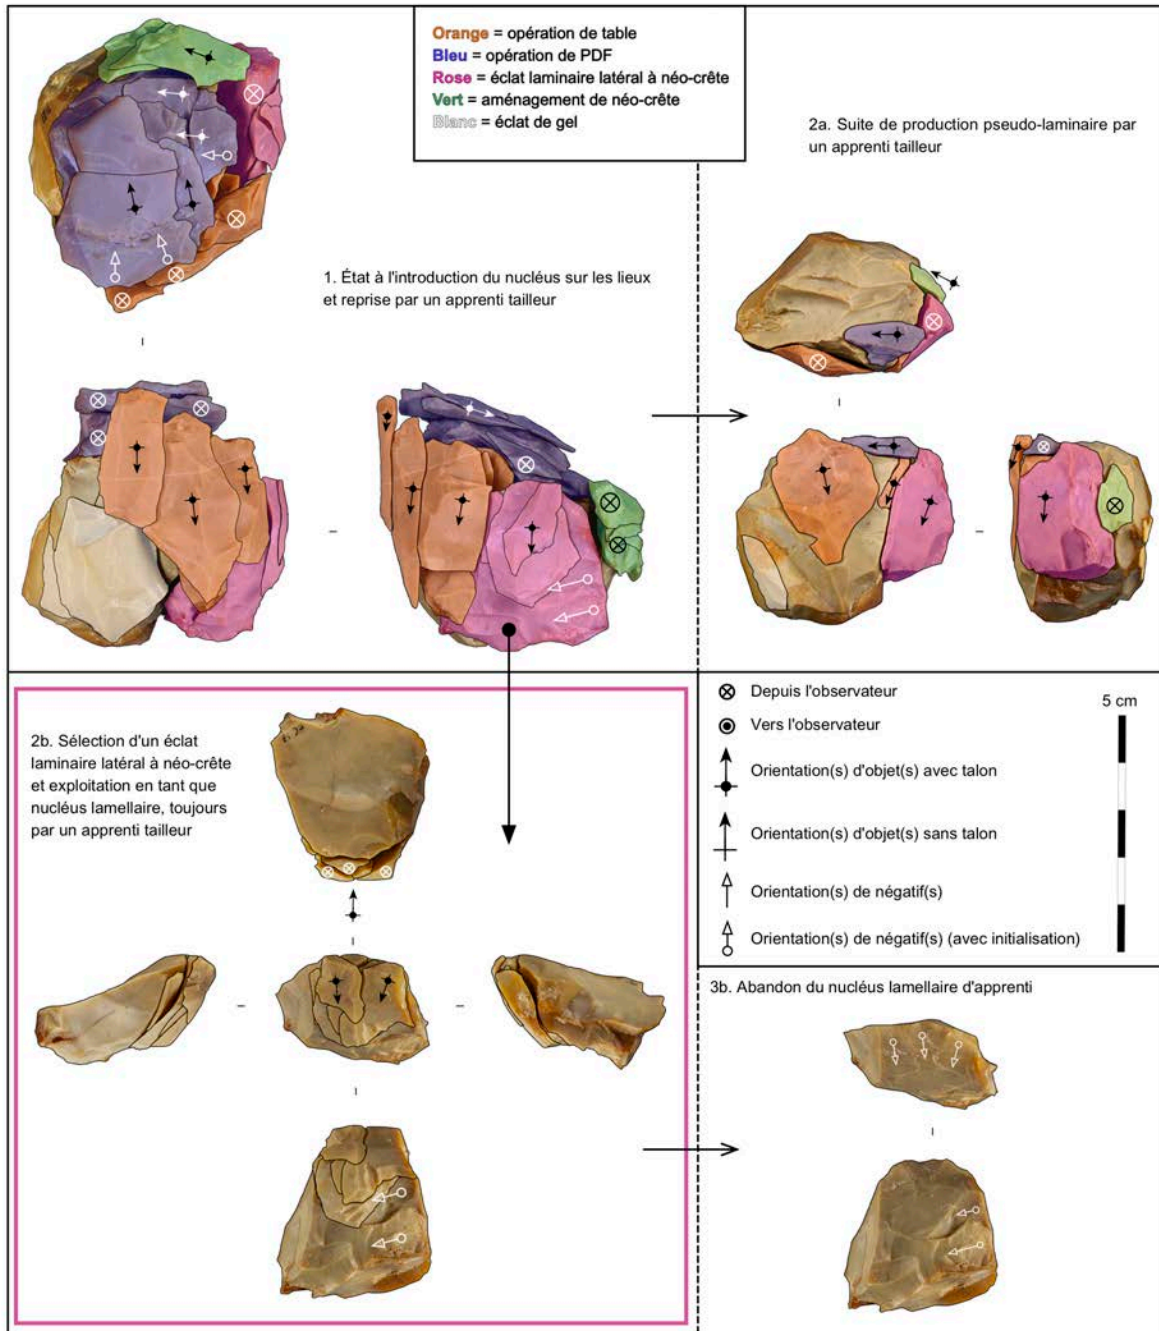 Orange = opération de table
Bleu = opération de PDF
Rose = éclat laminaire latéral à néo-crête
Vert = aménagement de néo-crête
Blanc = éclat de gel
2a. Suite de production pseudo-laminaire par
un apprenti tailleur
1. État à l'introduction du nucléus sur les lieux
et reprise par un apprenti tailleur
2b. Sélection d'un éclat
laminaire latéral à néo-crête
et exploitation en tant que
nucléus lamellaire, toujours
par un apprenti tailleur
Depuis l'observateur
5 cm
Vers l'observateur
Orientation(s) d'objet(s) avec talon
Orientation(s) d'objet(s) sans talon
Orientation(s) de négatif(s)
Orientation(s) de négatif(s) (avec initialisation)
3b. Abandon du nucléus lamellaire d'apprenti